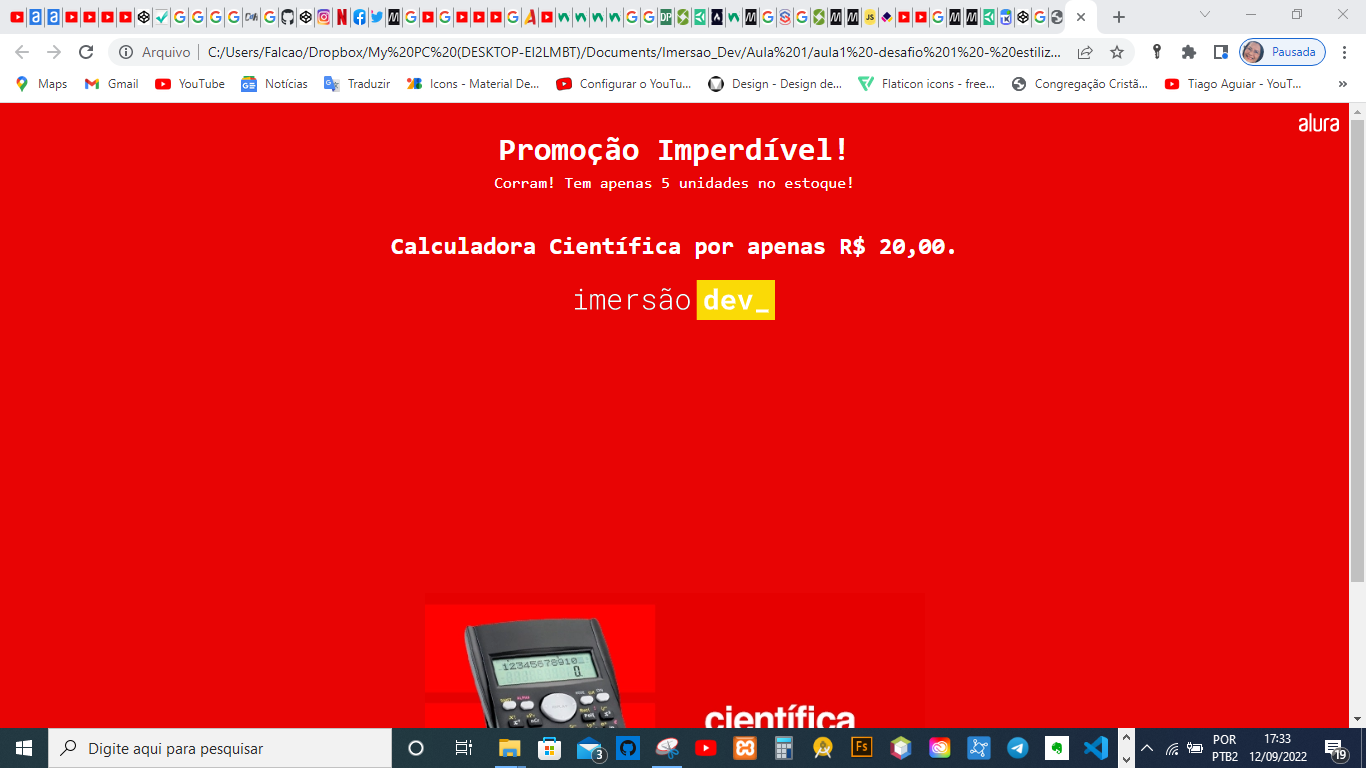 Arquivo
C:/Users/Falcao/Dropbox/My%20PC%20(DESKTOP-EI2LMBT)/Documents/Imersao_Dev/Aula%201/aula1%20-desafio%201%20-%20estiliz...
Pausada
Maps
Gmail
YouTube
Notícias
Traduzir
Icons - Material De...
Configurar o YouTu...
Design - Design de...
Flaticon icons - free...
Congregação Cristã...
Tiago Aguiar - YouT...
»
alura
Promoção Imperdível!
Corram! Tem apenas 5 unidades no estoque!
Calculadora Científica por apenas R$ 20,00.
imersão dev_
12345678910
0.
científica
Digite aqui para pesquisar
3
Fs
POR
PTB2
17:33
12/09/2022
19